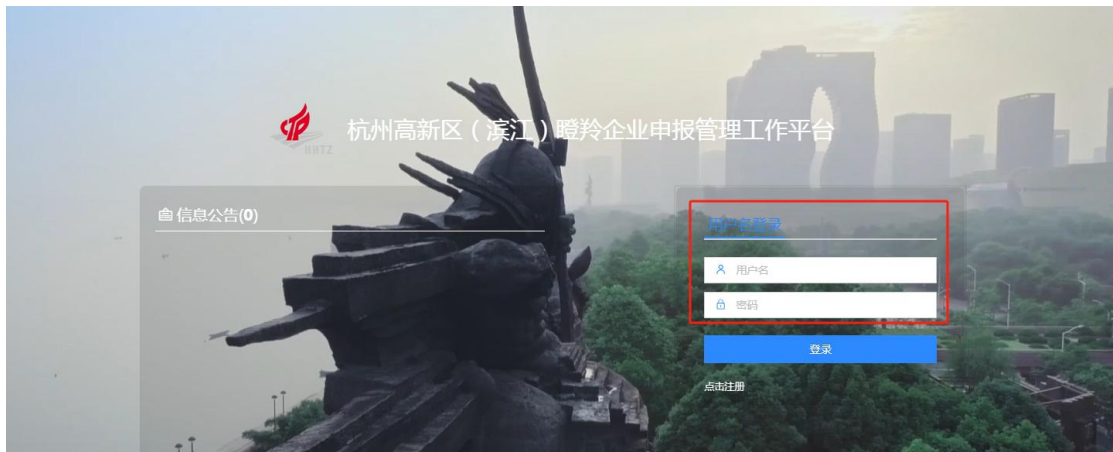 杭州高新区（滨江）瞪羚企业申报管理工作平台
HHTZ
信息公告(0)
用户名登录
用户名
密码
登录
点击注册